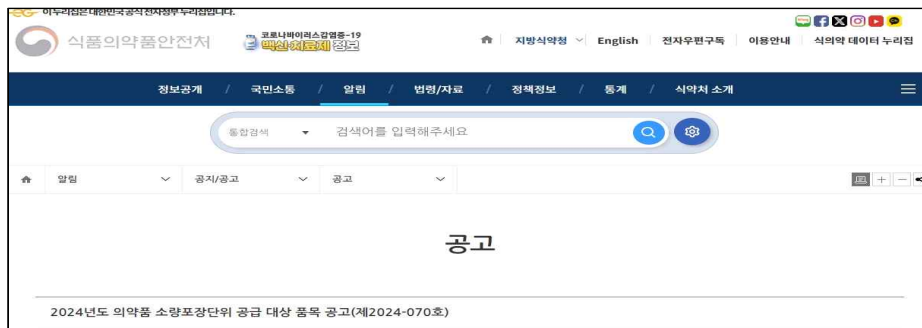 이 누리집은 대한민국 공식 전자정부 누리집입니다.
식품의약품안전처
코로나바이러스감염증-19
백신·치료제 정보
지방식약청 English 전자우편구독 이용안내 식의약 데이터 누리집
정보공개 / 국민소통 / 알림 / 법령/자료 / 정책정보 / 통계 / 식약처 소개
통합검색 검색어를 입력해주세요
알림 공지/공고 공고
공고
2024년도 의약품 소량포장단위 공급 대상 품목 공고(제2024-070호)